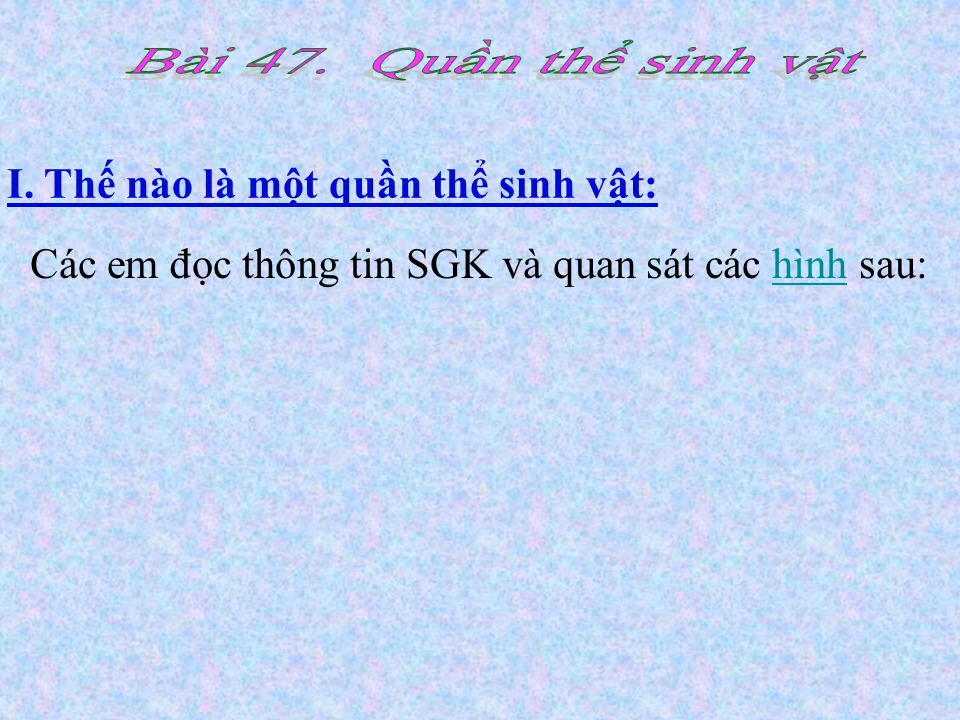 Bài 47. Quần thể sinh vật
I. Thế nào là một quần thể sinh vật:
Các em đọc thông tin SGK và quan sát các hình sau: